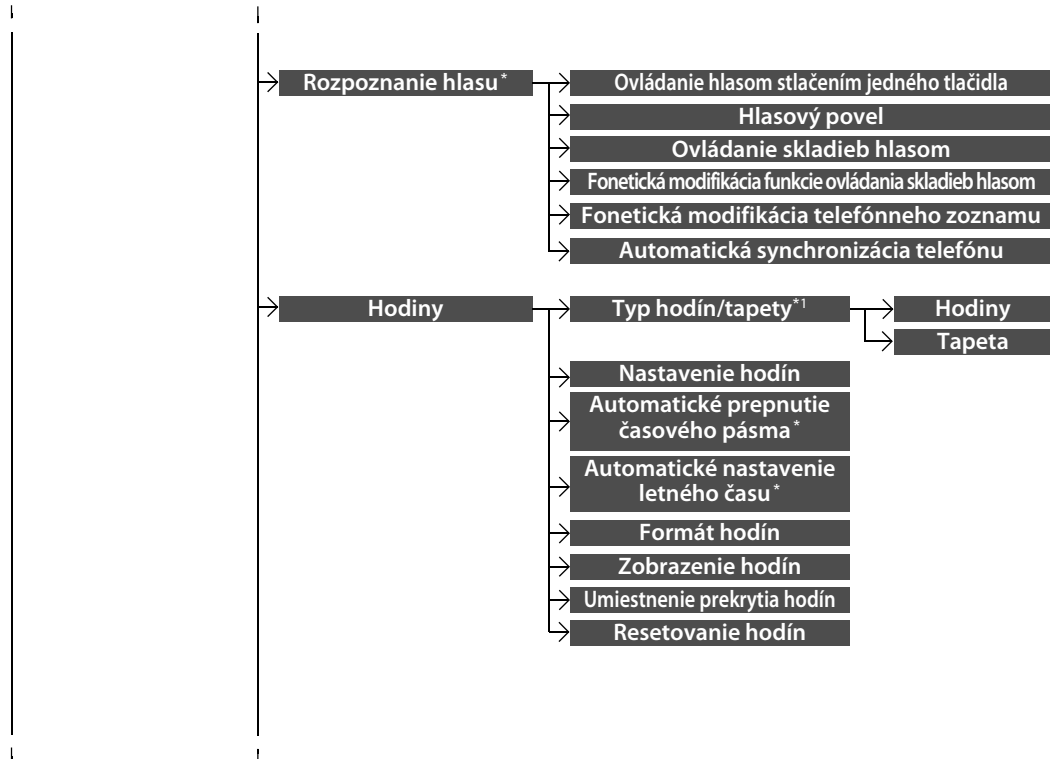 Rozpoznanie hlasu*
Ovládanie hlasom stlačením jedného tlačidla
Hlasový povel
Ovládanie skladieb hlasom
Fonetická modifikácia funkcie ovládania skladieb hlasom
Fonetická modifikácia telefónneho zoznamu
Automatická synchronizácia telefónu
Hodiny
Typ hodín/tapety*1
Hodiny
Tapeta
Nastavenie hodín
Automatické prepnutie
časového pásma*
Automatické nastavenie
letného času*
Formát hodín
Zobrazenie hodín
Umiestnenie prekrytia hodín
Resetovanie hodín